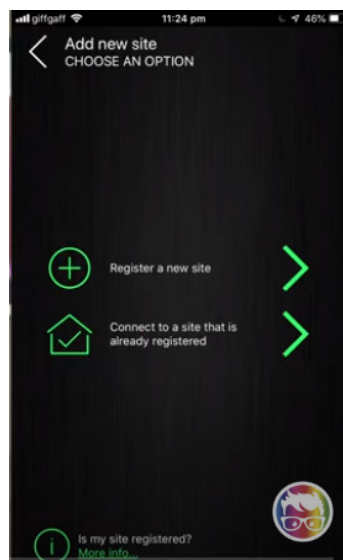 giffgaff 11:24 pm 46%
Add new site
CHOOSE AN OPTION
Register a new site
Connect to a site that is
already registered
Is my site registered?
More info...